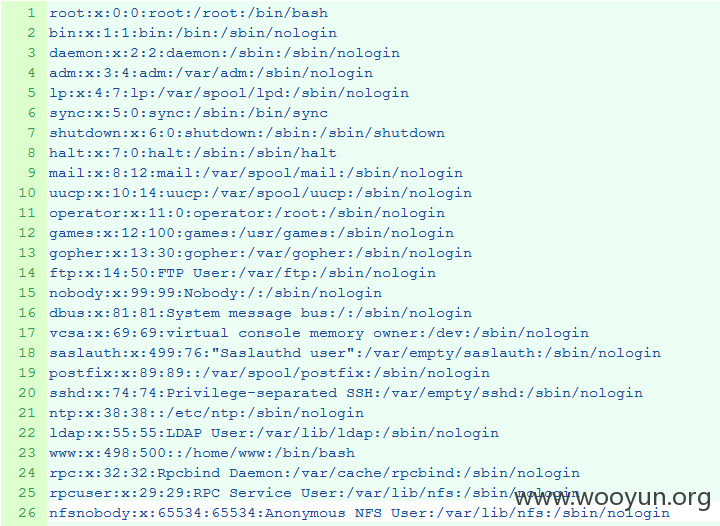 1 root:x:0:0:root:/root:/bin/bash
2 bin:x:1:1:bin:/bin:/sbin/nologin
3 daemon:x:2:2:daemon:/sbin:/sbin/nologin
4 adm:x:3:4:adm:/var/adm:/sbin/nologin
5 lp:x:4:7:lp:/var/spool/lpd:/sbin/nologin
6 sync:x:5:0:sync:/sbin:/bin/sync
7 shutdown:x:6:0:shutdown:/sbin:/sbin/shutdown
8 halt:x:7:0:halt:/sbin:/sbin/halt
9 mail:x:8:12:mail:/var/spool/mail:/sbin/nologin
10 uucp:x:10:14:uucp:/var/spool/uucp:/sbin/nologin
11 operator:x:11:0:operator:/root:/sbin/nologin
12 games:x:12:100:games:/usr/games:/sbin/nologin
13 gopher:x:13:30:gopher:/var/gopher:/sbin/nologin
14 ftp:x:14:50:FTP User:/var/ftp:/sbin/nologin
15 nobody:x:99:99:Nobody:/:/sbin/nologin
16 dbus:x:81:81:System message bus:/:/sbin/nologin
17 vcsa:x:69:69:virtual console memory owner:/dev:/sbin/nologin
18 saslauth:x:499:76:"Saslauthd user":/var/empty/saslauth:/sbin/nologin
19 postfix:x:89:89::/var/spool/postfix:/sbin/nologin
20 sshd:x:74:74:Privilege-separated SSH:/var/empty/sshd:/sbin/nologin
21 ntp:x:38:38::/etc/ntp:/sbin/nologin
22 ldap:x:55:55:LDAP User:/var/lib/ldap:/sbin/nologin
23 www:x:498:500::/home/www:/bin/bash
24 rpc:x:32:32:Rpcbind Daemon:/var/cache/rpcbind:/sbin/nologin
25 rpcuser:x:29:29:RPC Service User:/var/lib/nfs:/sbin/nologin
26 nfsnobody:x:65534:65534:Anonymous NFS User:/var/lib/nfs:/sbin/nologin
www.wooyun.org